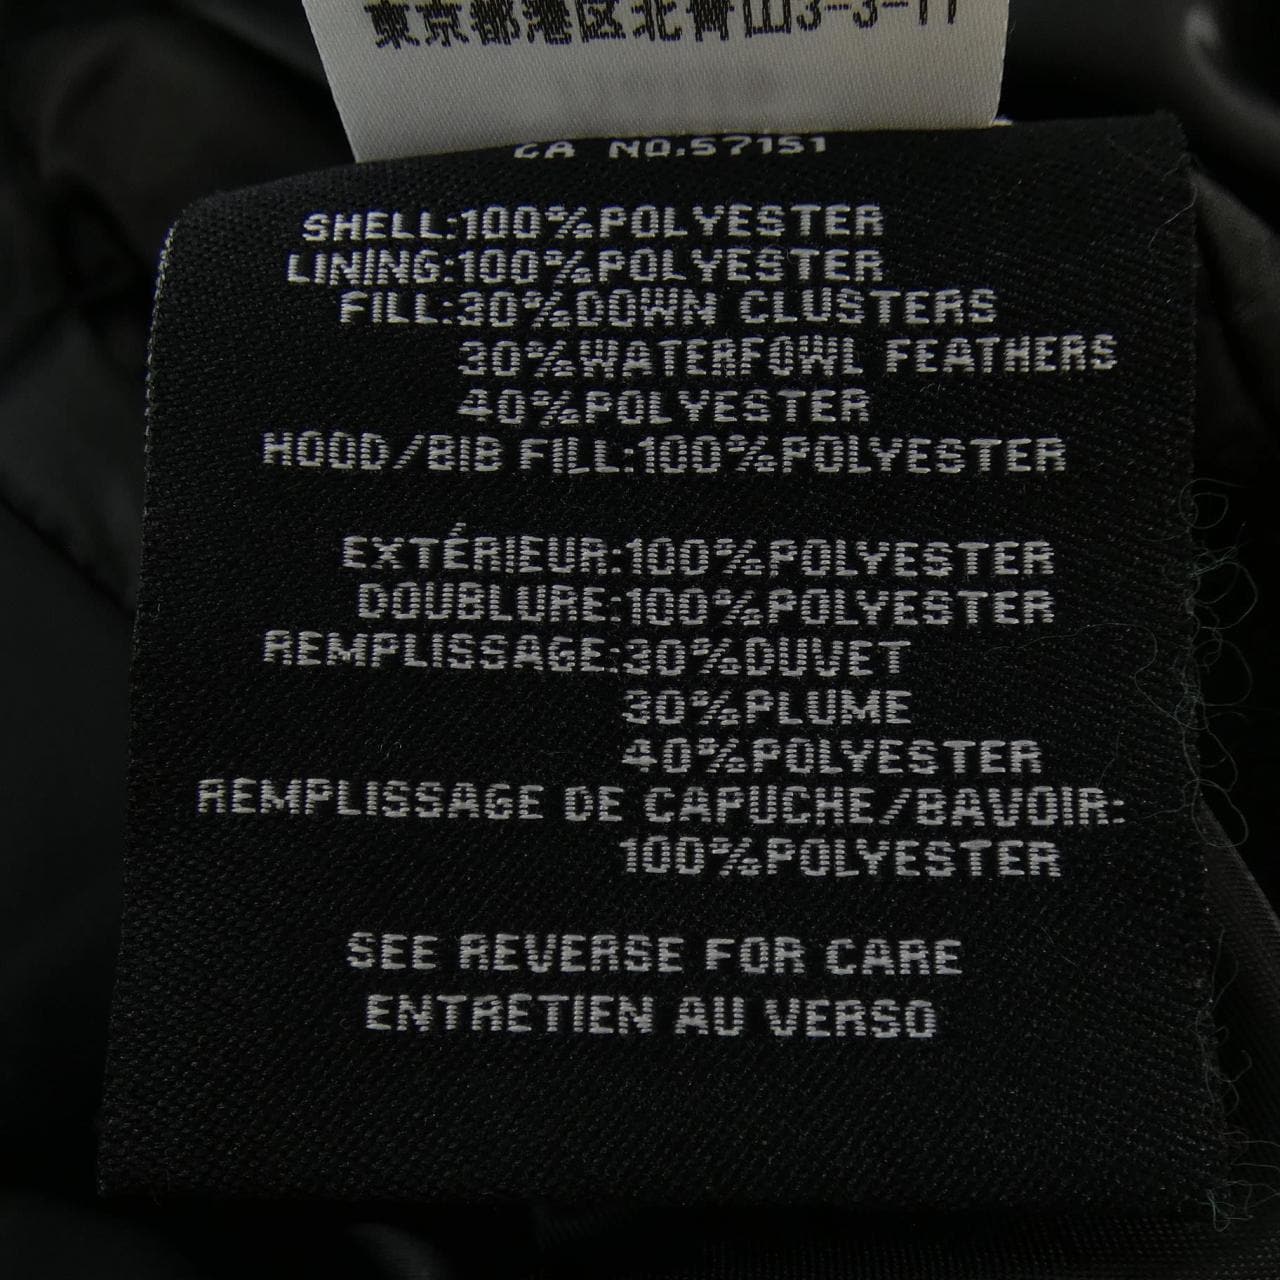 東京都港区北青山3-3-11
CA NO.57151
SHELL:100%POLYESTER
LINING:100%POLYESTER
FILL:30%DOWN CLUSTERS
30%WATERFOWL FEATHERS
40%POLYESTER
HOOD/BIB FILL:100%POLYESTER
EXTÉRIEUR:100%POLYESTER
DOUBLURE:100%POLYESTER
REMPLISSAGE:30%DUVET
30%PLUME
40%POLYESTER
REMPLISSAGE DE CAPUCHE/BAVOIR:
100%POLYESTER
SEE REVERSE FOR CARE
ENTRETIEN AU VERSO